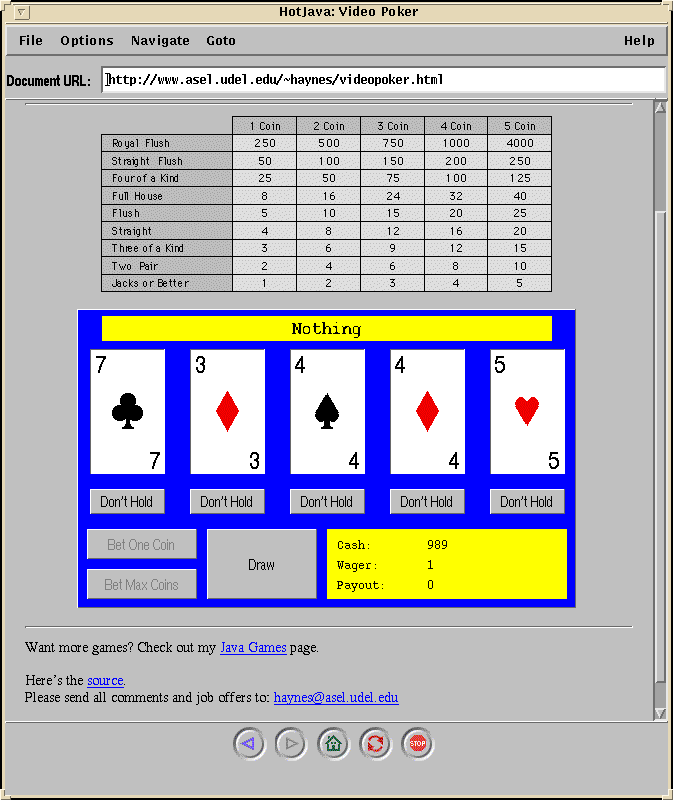 HotJava: Video Poker
File Options Navigate Goto Help
Document URL: http://www.asel.udel.edu/~haynes/videopoker.html
1 Coin 2 Coin 3 Coin 4 Coin 5 Coin
Royal Flush 250 500 750 1000 4000
Straight Flush 50 100 150 200 250
Four of a Kind 25 50 75 100 125
Full House 8 16 24 32 40
Flush 5 10 15 20 25
Straight 4 8 12 16 20
Three of a Kind 3 6 9 12 15
Two Pair 2 4 6 8 10
Jacks or Better 1 2 3 4 5
Nothing
7 3 4 4 5
7 3 4 4 5
Don't Hold Don't Hold Don't Hold Don't Hold Don't Hold
Bet One Coin
Bet Max Coins
Draw
Cash: 989
Wager: 1
Payout: 0
Want more games? Check out my Java Games page.
Here's the source.
Please send all comments and job offers to: haynes@asel.udel.edu
STOP